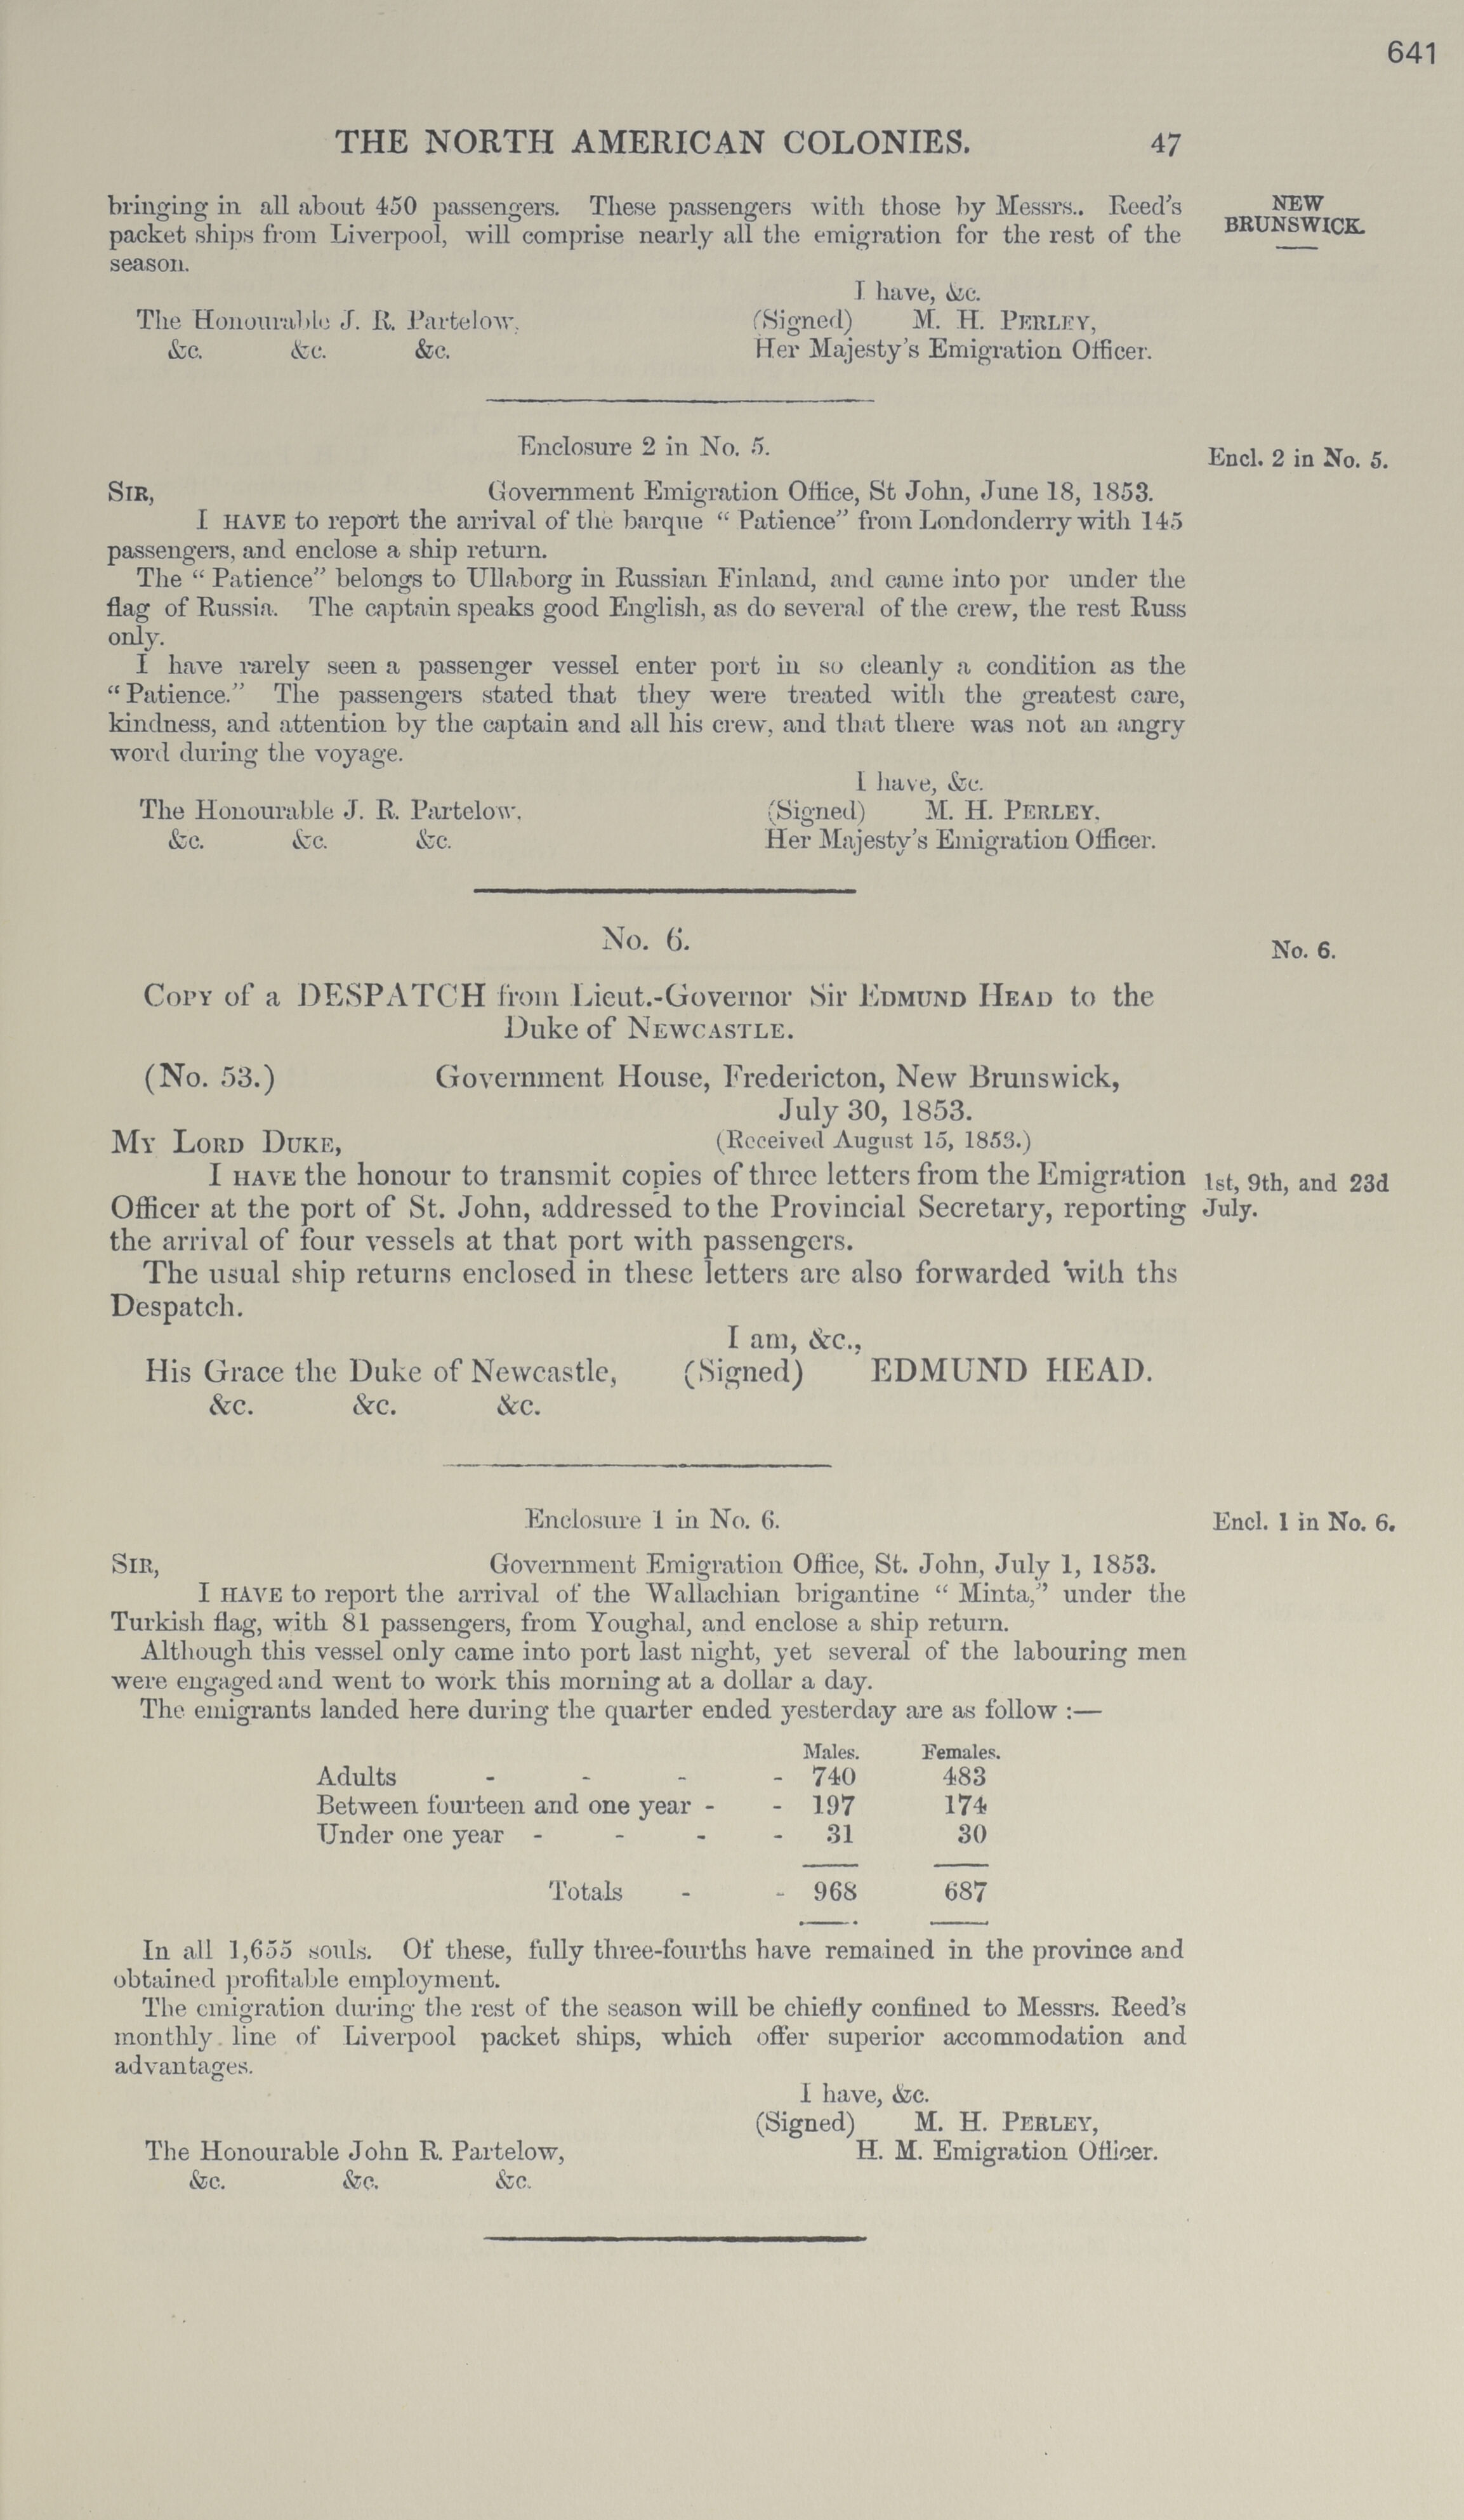 641
THE NORTH AMERICAN COLONIES. 47
bringing in all about 450 passengers. These passengers with those by Messrs.. Reed's
packet ships from Liverpool, will comprise nearly all the emigration for the rest of the
season.
NEW
BRUNSWICK.
I have, &c.
The Honourable J. R. Partelow, (Signed) M. H. PERLEY,
&c. &c. &c. Her Majesty's Emigration Officer.
Enclosure 2 in No. 5.
Encl. 2 in No. 5.
SIR, Government Emigration Office, St John, June 18, 1853.
I HAVE to report the arrival of the barque "Patience" from Londonderry with 145
passengers, and enclose a ship return.
The "Patience" belongs to Ullaborg in Russian Finland, and came into por under the
flag of Russia. The captain speaks good English, as do several of the crew, the rest Russ
only.
I have rarely seen a passenger vessel enter port in so cleanly a condition as the
"Patience." The passengers stated that they were treated with the greatest care,
kindness, and attention by the captain and all his crew, and that there was not an angry
word during the voyage.
I have, &c.
The Honourable J. R. Partelow. (Signed) M. H. PERLEY,
&c. &c. &c. Her Majesty's Emigration Officer.
No. 6.
No. 6.
COPY of a DESPATCH from Lieut.-Governor Sir EDMUND HEAD to the
Duke of NEWCASTLE.
(No. 53.) Government House, Fredericton, New Brunswick,
July 30, 1853.
MY LORD DUKE, (Received August 15, 1853.)
I HAVE the honour to transmit copies of three letters from the Emigration
Officer at the port of St. John, addressed to the Provincial Secretary, reporting
the arrival of four vessels at that port with passengers.
1st, 9th, and 23d
July.
The usual ship returns enclosed in these letters are also forwarded with ths
Despatch.
I am, &c.,
His Grace the Duke of Newcastle, (Signed) EDMUND HEAD.
&c. &c. &c.
Enclosure 1 in No. 6.
Encl. 1 in No. 6.
SIR, Government Emigration Office, St. John, July 1, 1853.
I HAVE to report the arrival of the Wallachian brigantine "Minta," under the
Turkish flag, with 81 passengers, from Youghal, and enclose a ship return.
Although this vessel only came into port last night, yet several of the labouring men
were engaged and went to work this morning at a dollar a day.
The emigrants landed here during the quarter ended yesterday are as follow :—
Males. Females.
Adults - - - - 740 483
Between fourteen and one year - - 197 174
Under one year - - - - 31 30
Totals - - 968 687
In all 1,655 souls. Of these, fully three-fourths have remained in the province and
obtained profitable employment.
The emigration during the rest of the season will be chiefly confined to Messrs. Reed's
monthly line of Liverpool packet ships, which offer superior accommodation and
advantages.
I have, &c.
(Signed) M. H. PERLEY,
The Honourable John R. Partelow, H. M. Emigration Officer.
&c. &c. &c.